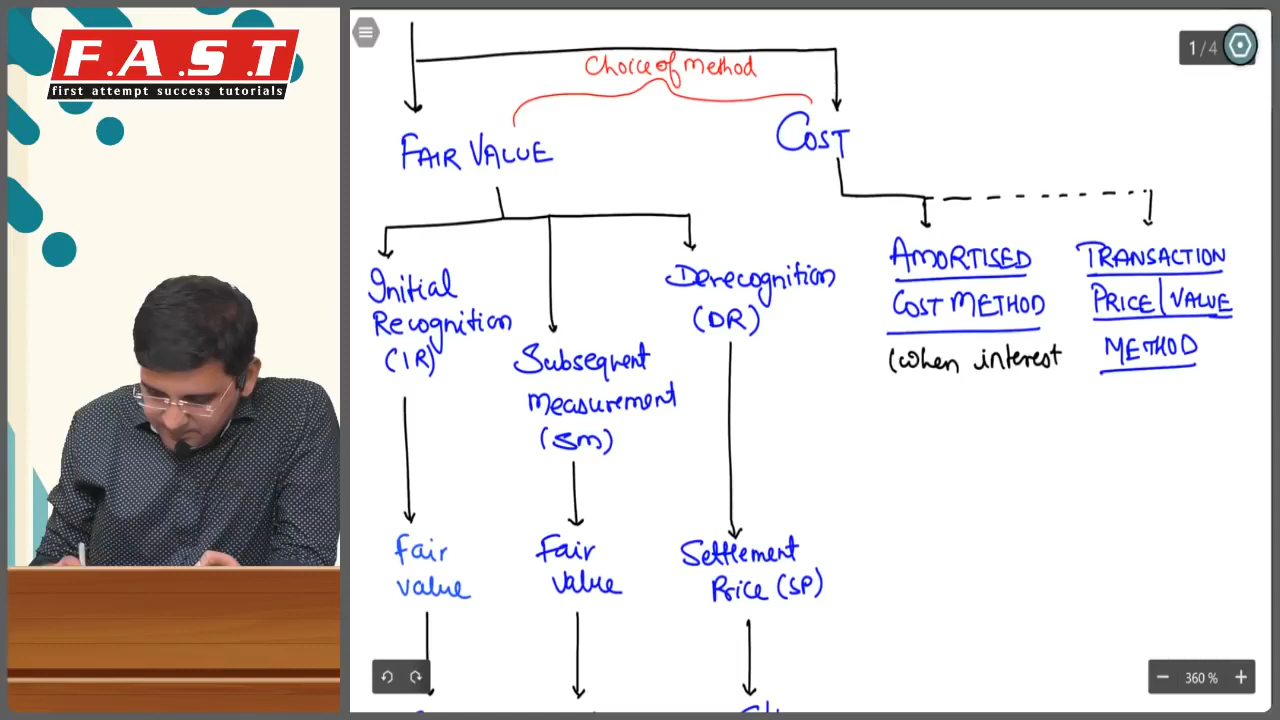 F.A.S.T
first attempt success tutorials
1/4
Choice of method
FAIR VALUE
COST
Initial
Recognition
(IR)
Subsequent
measurement
(SM)
Derecognition
(DR)
AMORTISED
COST METHOD
(when interest
TRANSACTION
PRICE/VALUE
METHOD
Fair
value
Fair
Value
Settlement
Price (SP)
360 %